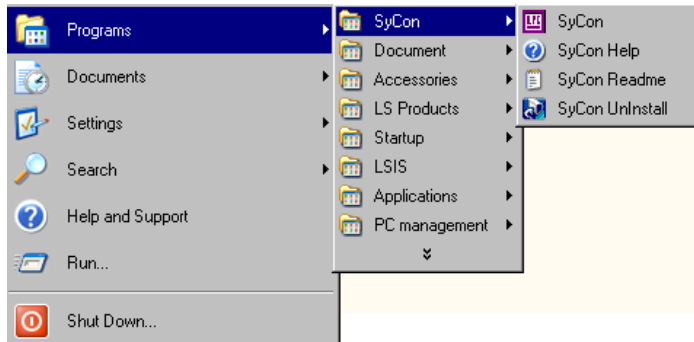 Programs
Documents
Settings
Search
Help and Support
Run...
Shut Down...
SyCon
Document
Accessories
LS Products
Startup
LSIS
Applications
PC management
SyCon
SyCon Help
SyCon Readme
SyCon UnInstall